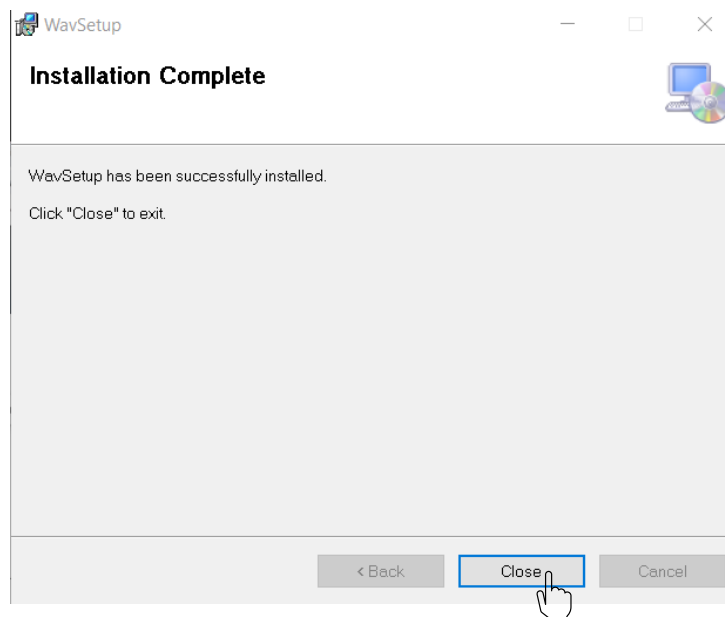 WavSetup
Installation Complete
WavSetup has been successfully installed.
Click "Close" to exit.
< Back
Close
Cancel